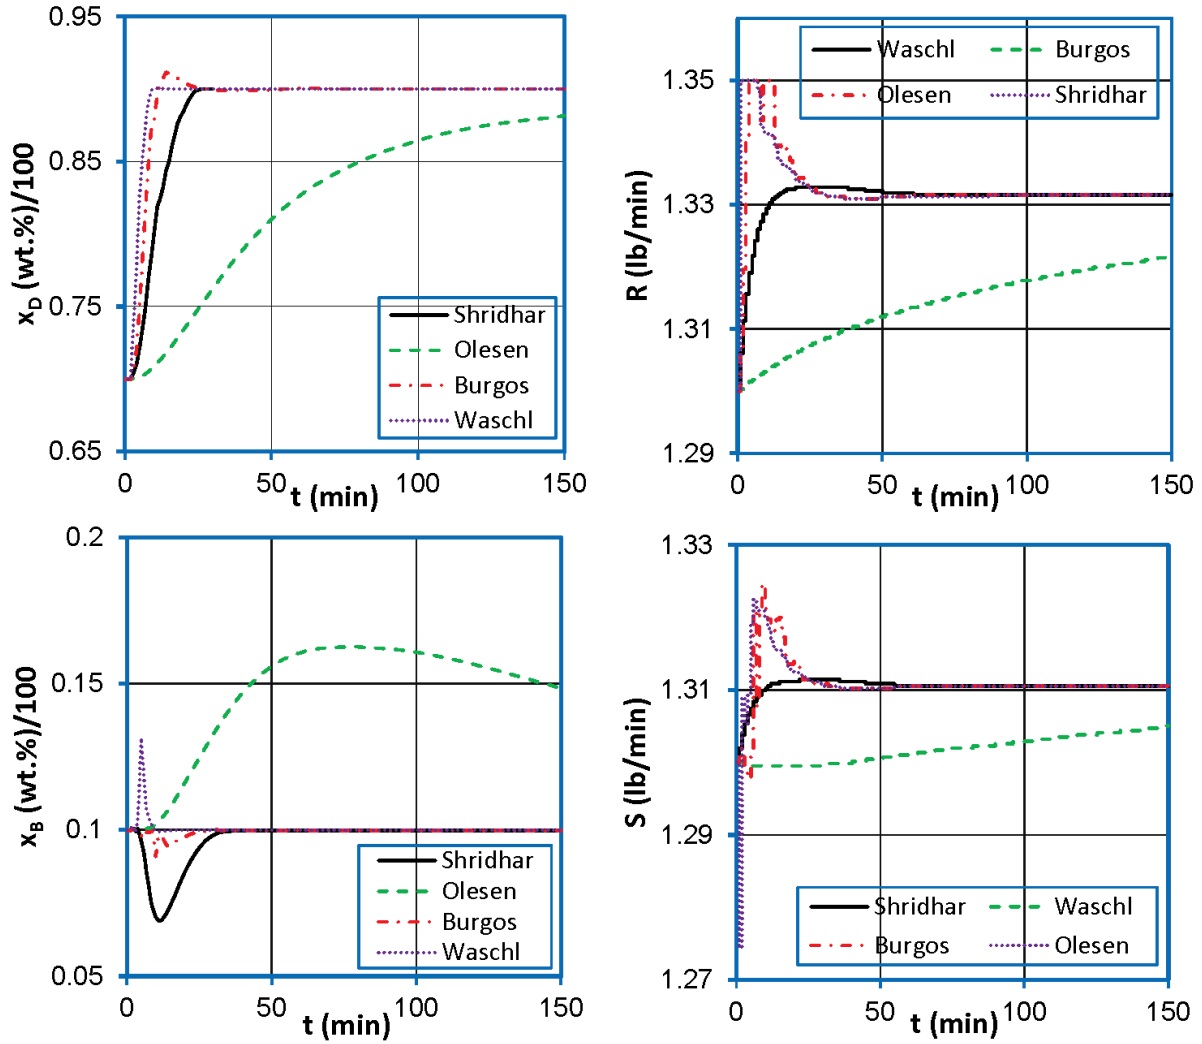 0.95
0.85
0.75
0.65
x_D (wt.%)/100
Shridhar
Olesen
Burgos
Waschl
0 50 100 150
t (min)
Waschl Burgos
Olesen Shridhar
1.35
1.33
1.31
1.29
R (lb/min)
0 50 100 150
t (min)
0.2
0.15
0.1
0.05
x_B (wt.%)/100
Shridhar
Olesen
Burgos
Waschl
0 50 100 150
t (min)
1.33
1.31
1.29
1.27
S (lb/min)
Shridhar Waschl
Burgos Olesen
0 50 100 150
t (min)